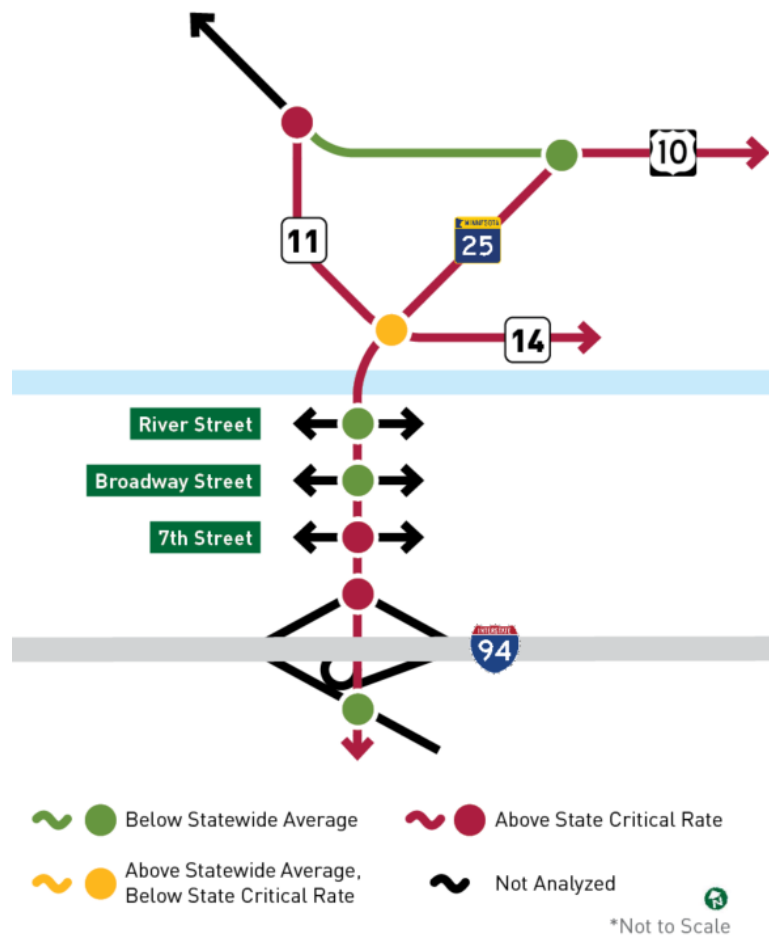 10
11
MINNESOTA
25
14
River Street
Broadway Street
7th Street
INTERSTATE
94
Below Statewide Average
Above State Critical Rate
Above Statewide Average,
Below State Critical Rate
Not Analyzed
N
*Not to Scale